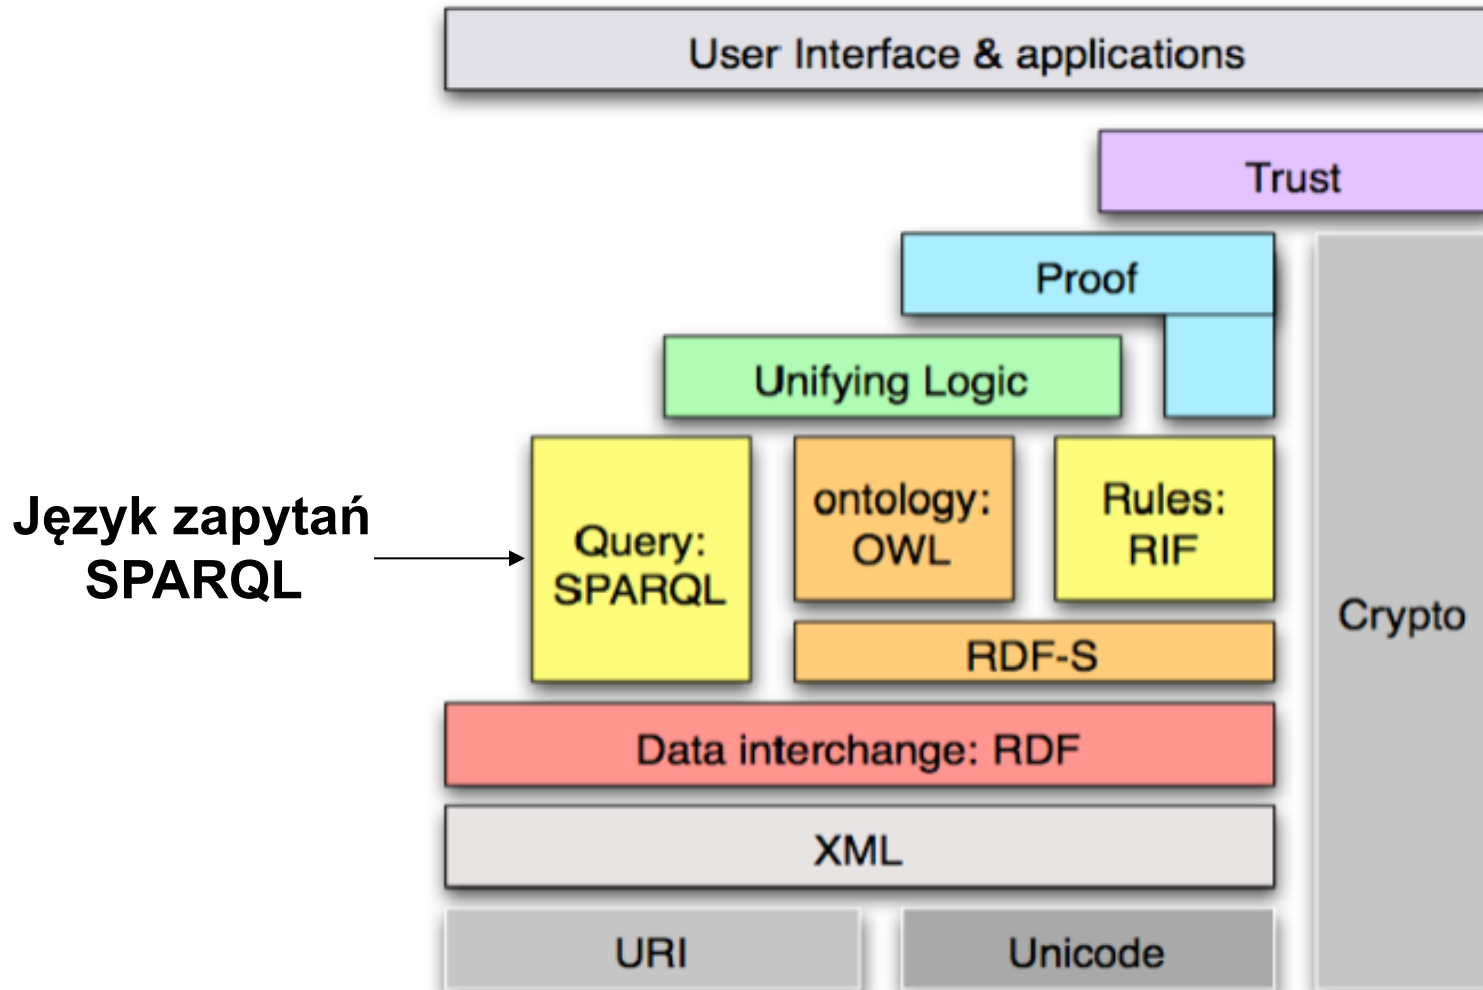 User Interface & applications
Trust
Proof
Unifying Logic
Język zapytań
SPARQL
Query:
SPARQL
ontology:
OWL
Rules:
RIF
Crypto
RDF-S
Data interchange: RDF
XML
URI
Unicode